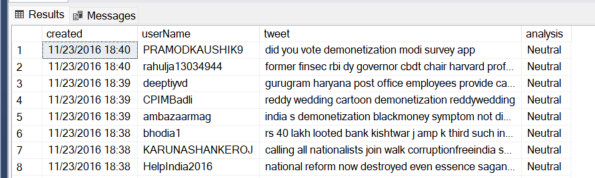 Results Messages
created userName tweet analysis
1 11/23/2016 18:40 PRAMODKAUSHIK9 did you vote demonetization modi survey app Neutral
2 11/23/2016 18:40 rahulja13034944 former finsec rbi dy governor cbdt chair harvard prof... Neutral
3 11/23/2016 18:39 deeptiyvd gurugram haryana post office employees provide ca... Neutral
4 11/23/2016 18:39 CPIMBadli reddy wedding cartoon demonetization reddywedding Neutral
5 11/23/2016 18:39 ambazaarmag india s demonetization blackmoney symptom not di... Neutral
6 11/23/2016 18:38 bhodia1 rs 40 lakh looted bank kishtwar j amp k third such in... Neutral
7 11/23/2016 18:38 KARUNASHANKEROJ calling all nationalists join walk corruptionfreeindia s... Neutral
8 11/23/2016 18:38 HelpIndia2016 national reform now destroyed even essence sagan... Neutral